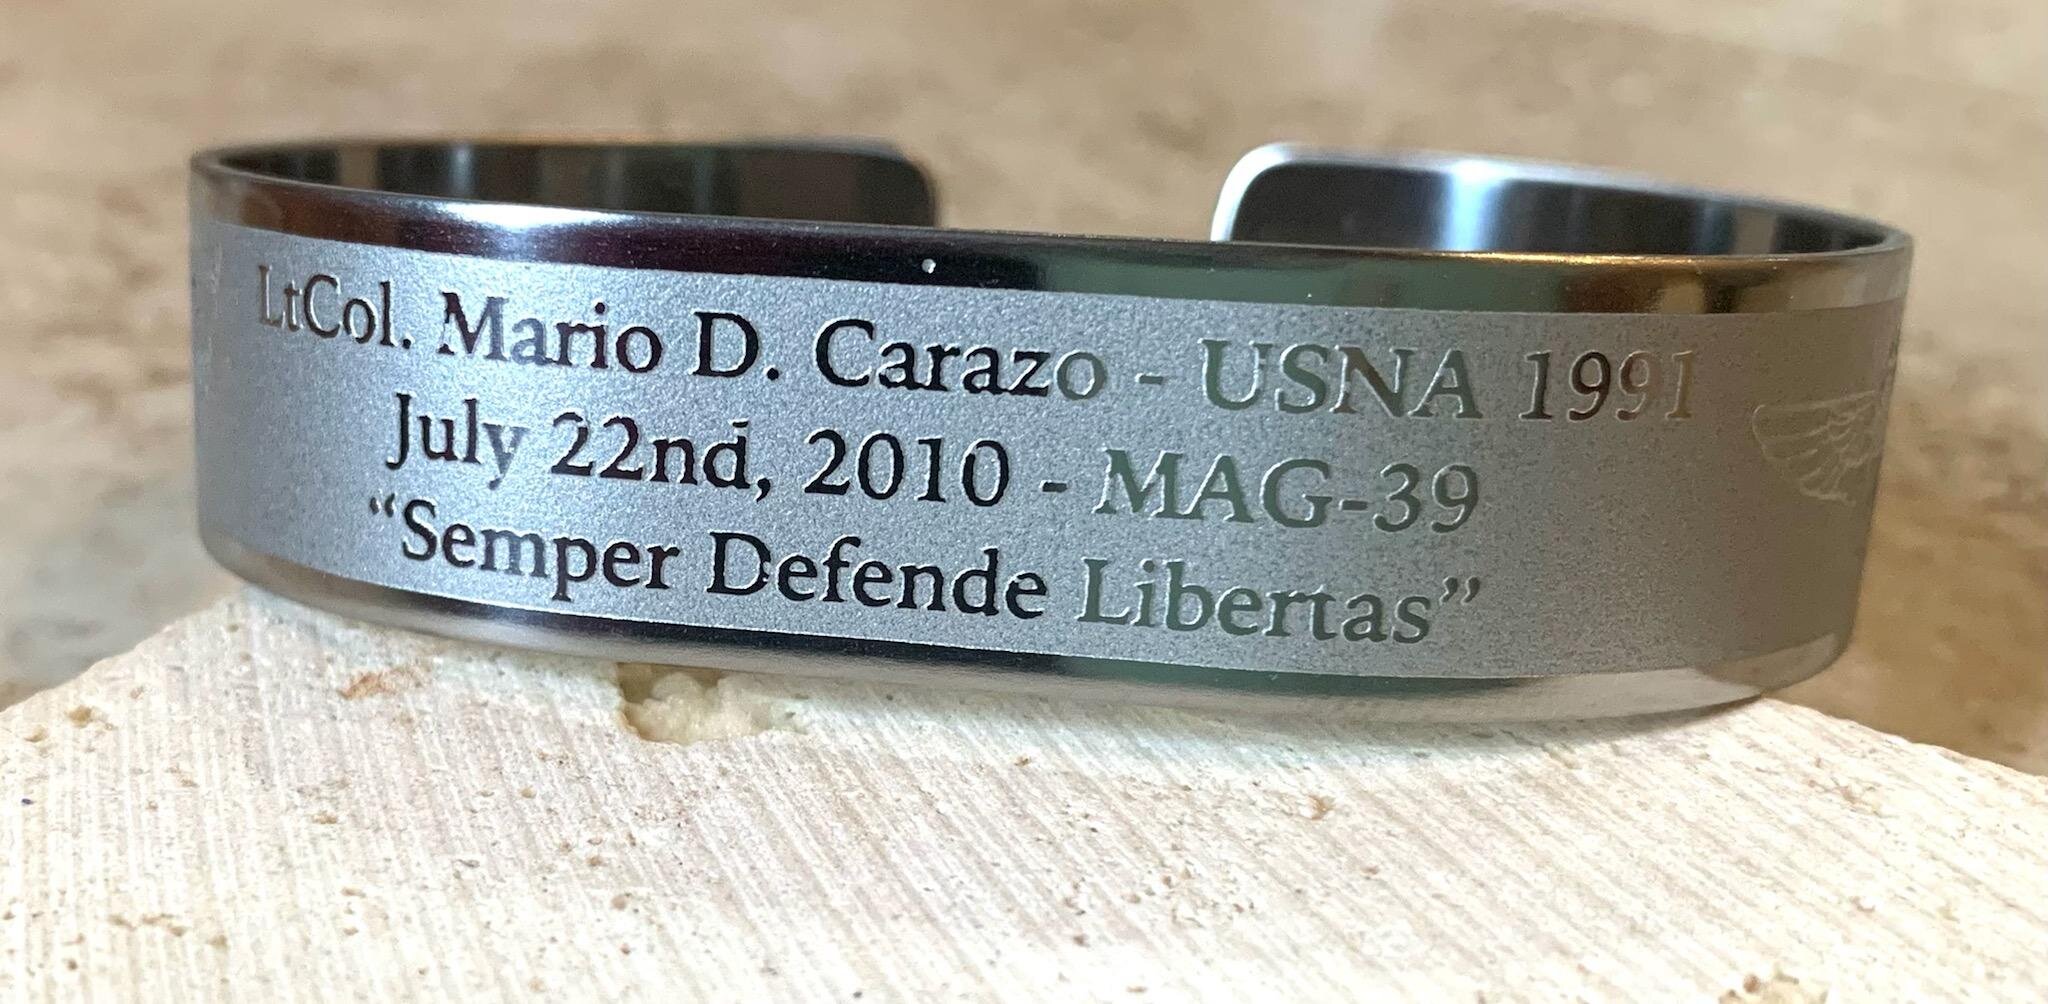 LtCol. Mario D. Carazo - USNA 1991
July 22nd, 2010 - MAG-39
“Semper Defende Libertas”